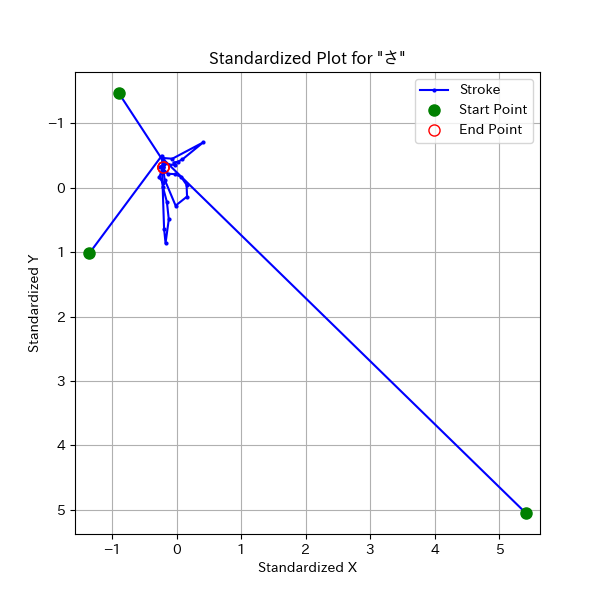 Standardized Plot for "さ"
Stroke
Start Point
End Point
−1
0
1
2
3
4
5
Standardized Y
−1 0 1 2 3 4 5
Standardized X